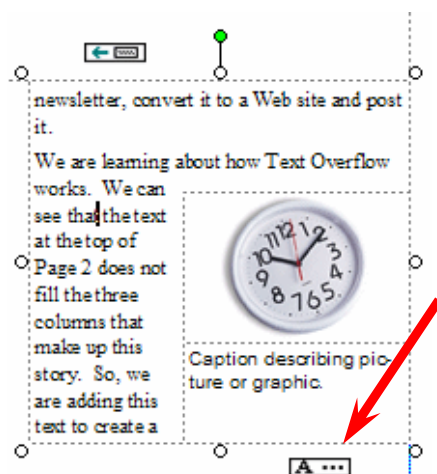 newsletter, convert it to a Web site and post
it.
We are learning about how Text Overflow
works. We can
see that the text
at the top of
Page 2 does not
fill the three
columns that
make up this
story. So, we
are adding this
text to create a
12
1
2
3
4
5
6
7
8
9
10
11
Caption describing pic-
ture or graphic.
A ...